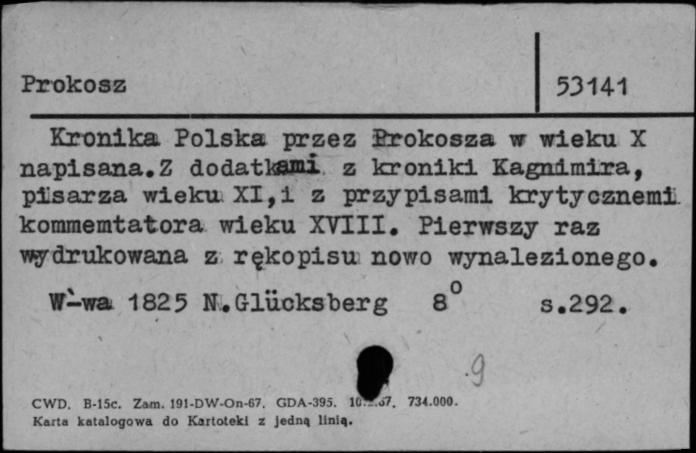 Prokosz
53141
Kronika Polska przez Prokosza w wieku X
napisana.Z dodatkami z kroniki Kagnimira,
pisarza wieku XI,i z przypisami krytycznemi
kommemtatora wieku XVIII. Pierwszy raz
wydrukowana z rękopisu nowo wynalezionego.
W-wa 1825 N.Glücksberg 8° s.292.
9
CWD. B-15c. Zam. 191-DW-On-67. GDA-395. 734.000.
Karta katalogowa do Kartoteki z jedną linią.